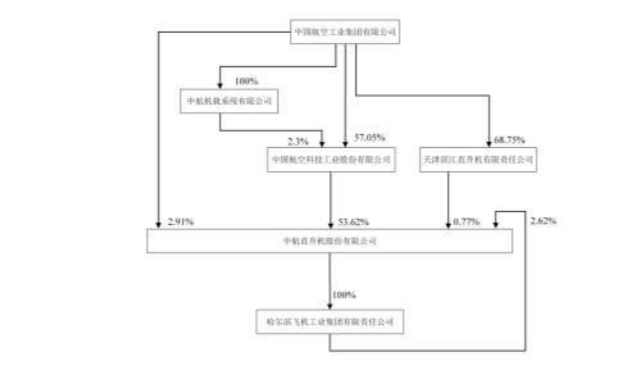 中国航空工业集团有限公司
100%
中航机载系统有限公司
2.3%
57.05%
68.75%
中国航空科技工业股份有限公司
天津滨江直升机有限责任公司
2.91%
53.62%
0.77%
2.62%
中航直升机股份有限公司
100%
哈尔滨飞机工业集团有限责任公司